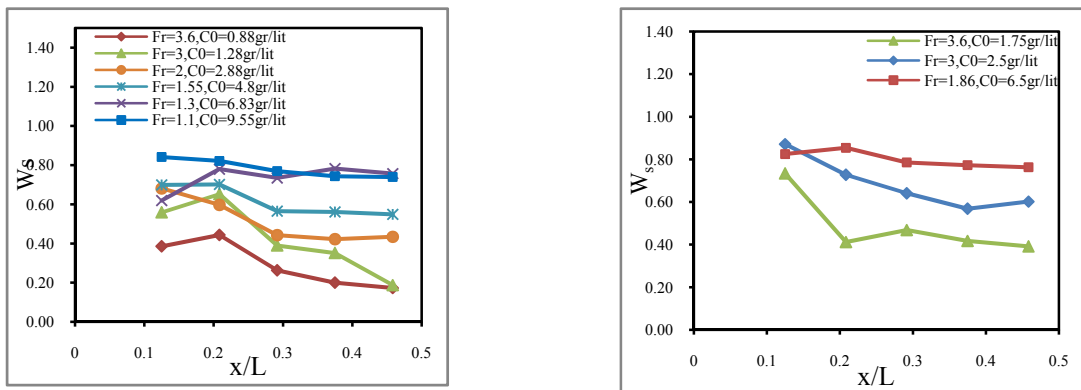 1.40
1.20
1.00
0.80
0.60
0.40
0.20
0.00
Ws
Fr=3.6,C0=0.88gr/lit
Fr=3,C0=1.28gr/lit
Fr=2,C0=2.88gr/lit
Fr=1.55,C0=4.8gr/lit
Fr=1.3,C0=6.83gr/lit
Fr=1.1,C0=9.55gr/lit
0 0.1 0.2 0.3 0.4 0.5
x/L
1.40
1.20
1.00
0.80
0.60
0.40
0.20
0.00
Ws
Fr=3.6,C0=1.75gr/lit
Fr=3,C0=2.5gr/lit
Fr=1.86,C0=6.5gr/lit
0 0.1 0.2 0.3 0.4 0.5
x/L